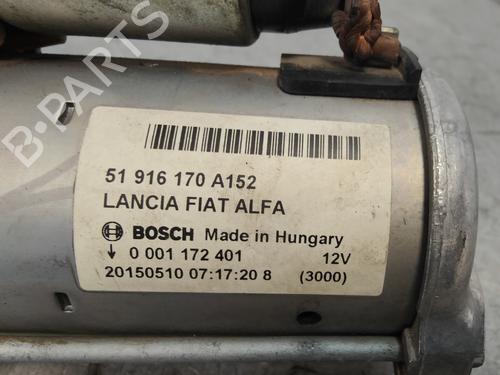 B-PARTS
51 916 170 A152
LANCIA FIAT ALFA
BOSCH Made in Hungary
0 001 172 401 12V
20150510 07:17:20 8 (3000)